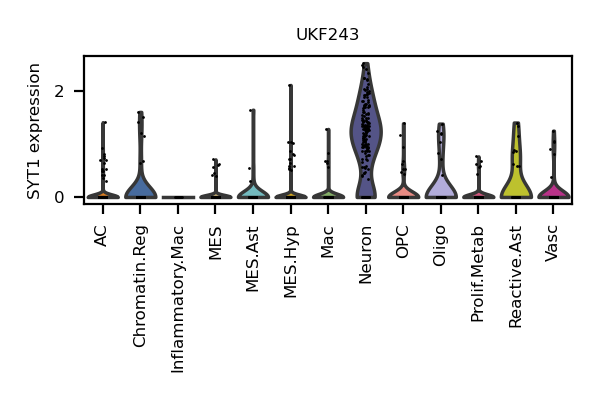 UKF243
SYT1 expression
2
0
AC
Chromatin.Reg
Inflammatory.Mac
MES
MES.Ast
MES.Hyp
Mac
Neuron
OPC
Oligo
Prolif.Metab
Reactive.Ast
Vasc